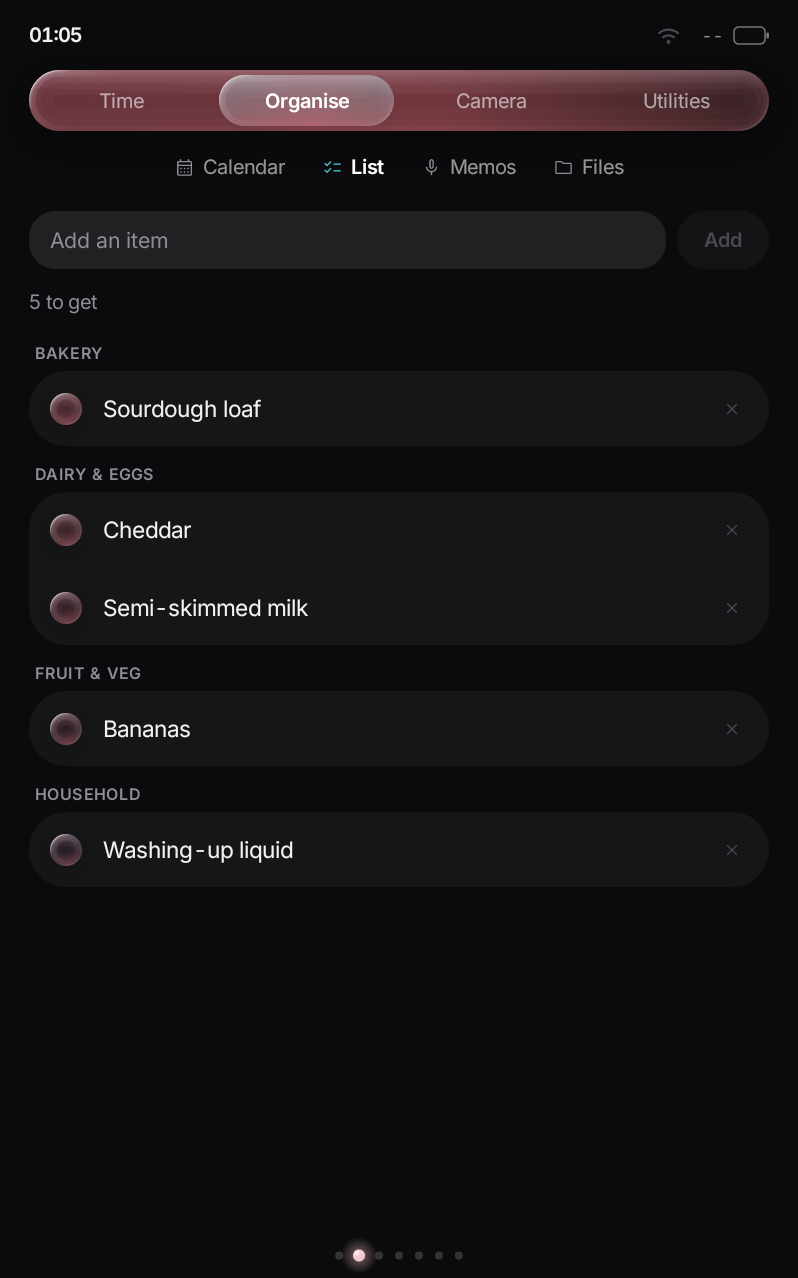 01:05
--
Time Organise Camera Utilities
Calendar List Memos Files
Add an item Add
5 to get
BAKERY
Sourdough loaf
DAIRY & EGGS
Cheddar
Semi-skimmed milk
FRUIT & VEG
Bananas
HOUSEHOLD
Washing-up liquid